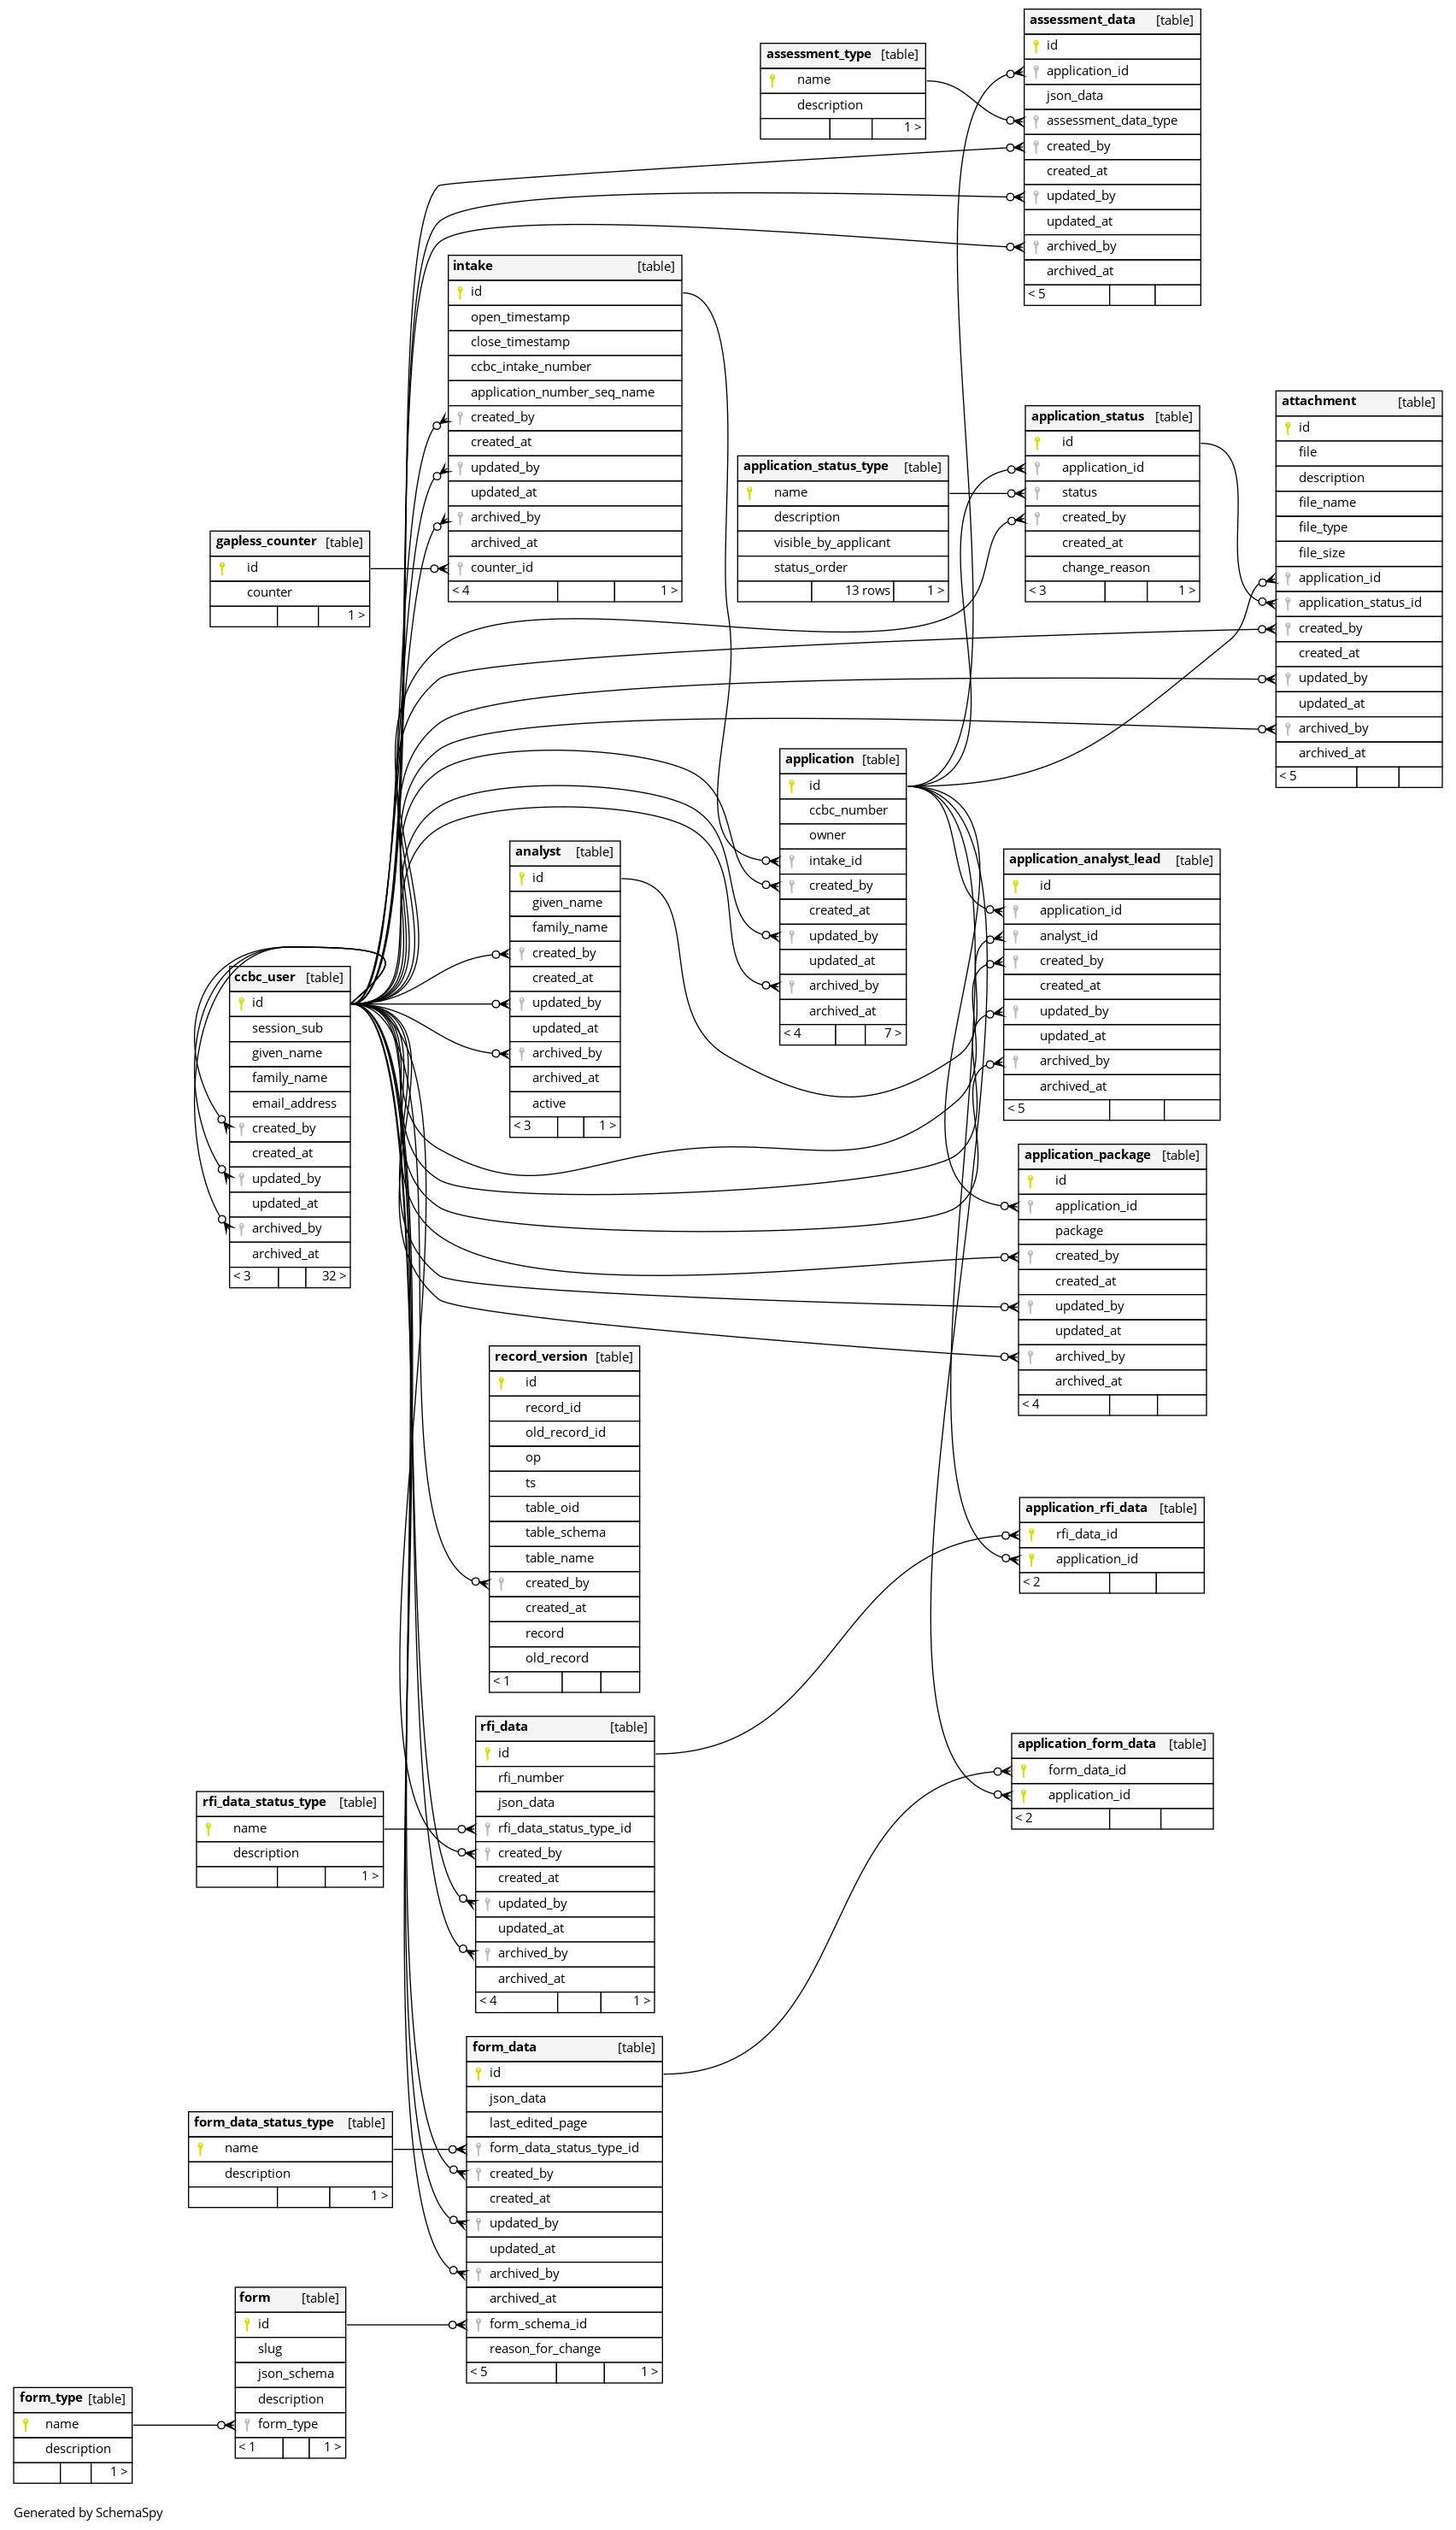 assessment_data [table]
id
application_id
json_data
assessment_data_type
created_by
created_at
updated_by
updated_at
archived_by
archived_at
< 5
assessment_type [table]
name
description
1 >
intake [table]
id
open_timestamp
close_timestamp
ccbc_intake_number
application_number_seq_name
created_by
created_at
updated_by
updated_at
archived_by
archived_at
counter_id
< 4 1 >
attachment [table]
id
file
description
file_name
file_type
file_size
application_id
application_status_id
created_by
created_at
updated_by
updated_at
archived_by
archived_at
< 5
application_status [table]
id
application_id
status
created_by
created_at
change_reason
< 3 1 >
application_status_type [table]
name
description
visible_by_applicant
status_order
13 rows 1 >
gapless_counter [table]
id
counter
1 >
application [table]
id
ccbc_number
owner
intake_id
created_by
created_at
updated_by
updated_at
archived_by
archived_at
< 4 7 >
analyst [table]
id
given_name
family_name
created_by
created_at
updated_by
updated_at
archived_by
archived_at
active
< 3 1 >
application_analyst_lead [table]
id
application_id
analyst_id
created_by
created_at
updated_by
updated_at
archived_by
archived_at
< 5
ccbc_user [table]
id
session_sub
given_name
family_name
email_address
created_by
created_at
updated_by
updated_at
archived_by
archived_at
< 3 32 >
application_package [table]
id
application_id
package
created_by
created_at
updated_by
updated_at
archived_by
archived_at
< 4
record_version [table]
id
record_id
old_record_id
op
ts
table_oid
table_schema
table_name
created_by
created_at
record
old_record
< 1
application_rfi_data [table]
rfi_data_id
application_id
< 2
rfi_data [table]
id
rfi_number
json_data
rfi_data_status_type_id
created_by
created_at
updated_by
updated_at
archived_by
archived_at
< 4 1 >
application_form_data [table]
form_data_id
application_id
< 2
rfi_data_status_type [table]
name
description
1 >
form_data [table]
id
json_data
last_edited_page
form_data_status_type_id
created_by
created_at
updated_by
updated_at
archived_by
archived_at
form_schema_id
reason_for_change
< 5 1 >
form_data_status_type [table]
name
description
1 >
form [table]
id
slug
json_schema
description
form_type
< 1 1 >
form_type [table]
name
description
1 >
Generated by SchemaSpy